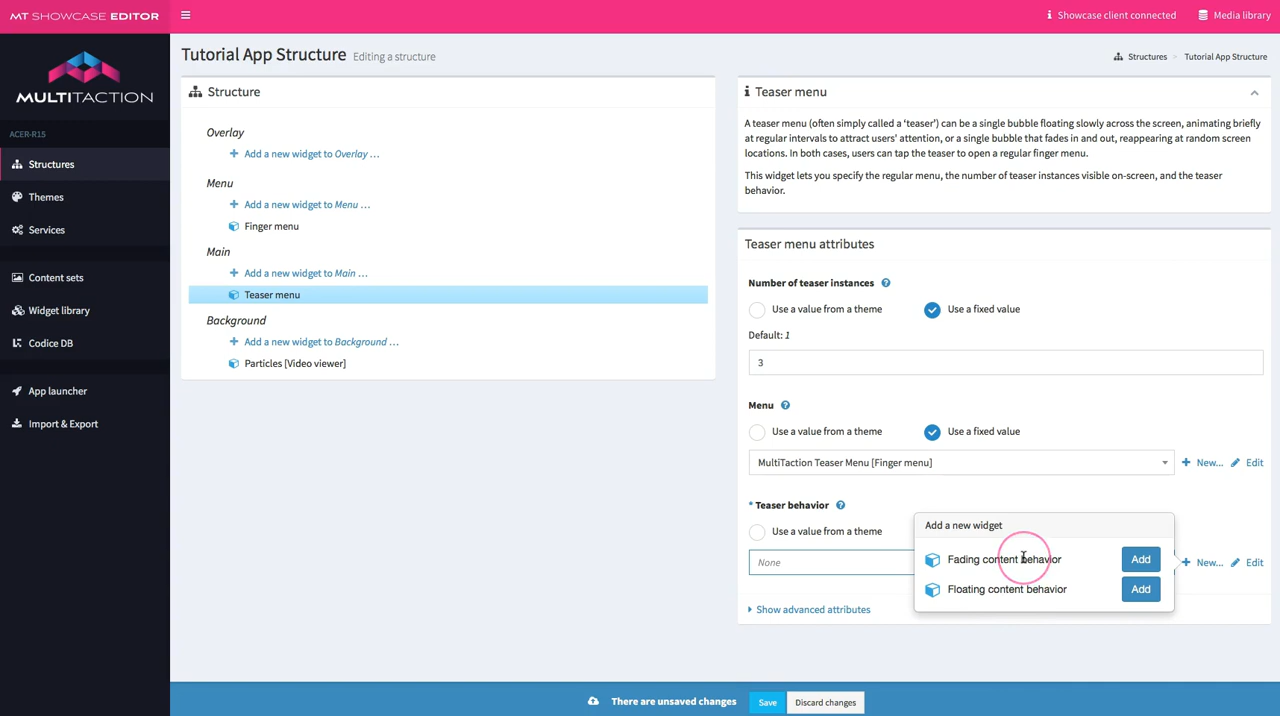 MT SHOWCASE EDITOR
Showcase client connected
Media library
MULTITACTION
ACER-R15
Structures
Themes
Services
Content sets
Widget library
Codice DB
App launcher
Import & Export
Tutorial App Structure Editing a structure
Structures > Tutorial App Structure
Structure
Overlay
+ Add a new widget to Overlay ...
Menu
+ Add a new widget to Menu ...
Finger menu
Main
+ Add a new widget to Main ...
Teaser menu
Background
+ Add a new widget to Background ...
Particles [Video viewer]
Teaser menu
A teaser menu (often simply called a 'teaser') can be a single bubble floating slowly across the screen, animating briefly
at regular intervals to attract users' attention, or a single bubble that fades in and out, reappearing at random screen
locations. In both cases, users can tap the teaser to open a regular finger menu.
This widget lets you specify the regular menu, the number of teaser instances visible on-screen, and the teaser
behavior.
Teaser menu attributes
Number of teaser instances ?
Use a value from a theme Use a fixed value
Default: 1
3
Menu ?
Use a value from a theme Use a fixed value
MultiTaction Teaser Menu [Finger menu] + New... Edit
* Teaser behavior ?
Use a value from a theme
None + New... Edit
Add a new widget
Fading content behavior Add
Floating content behavior Add
Show advanced attributes
There are unsaved changes Save Discard changes